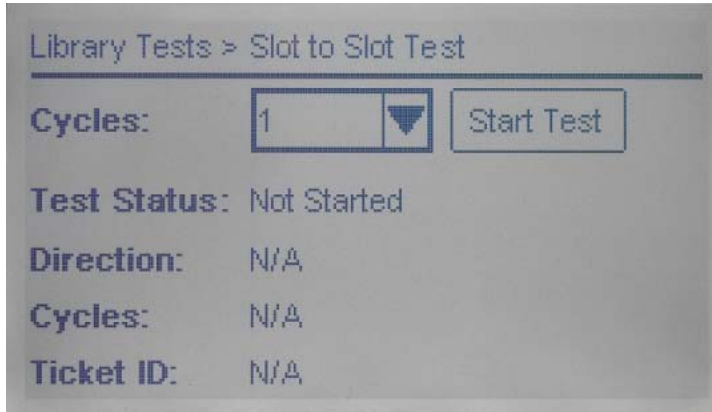 Library Tests > Slot to Slot Test
Cycles: 1 Start Test
Test Status: Not Started
Direction: N/A
Cycles: N/A
Ticket ID: N/A